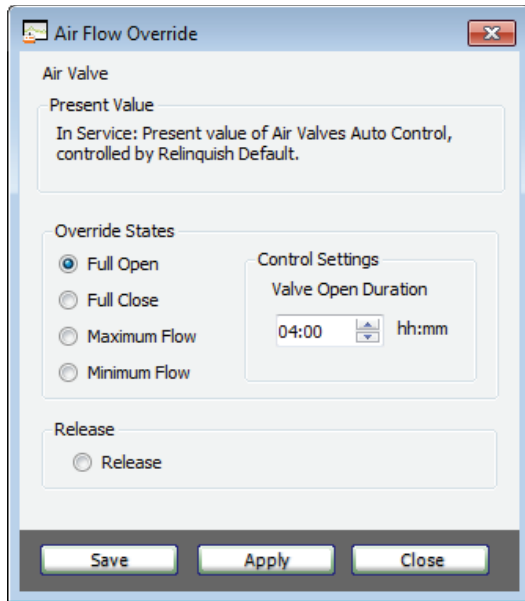 Air Flow Override
Air Valve
Present Value
In Service: Present value of Air Valves Auto Control,
controlled by Relinquish Default.
Override States
Full Open
Full Close
Maximum Flow
Minimum Flow
Control Settings
Valve Open Duration
04:00 hh:mm
Release
Release
Save Apply Close